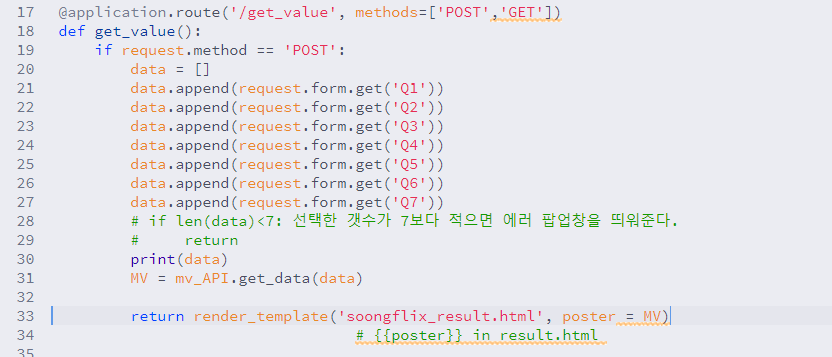 17 @application.route('/get_value', methods=['POST','GET'])
18 def get_value():
19     if request.method == 'POST':
20         data = []
21         data.append(request.form.get('Q1'))
22         data.append(request.form.get('Q2'))
23         data.append(request.form.get('Q3'))
24         data.append(request.form.get('Q4'))
25         data.append(request.form.get('Q5'))
26         data.append(request.form.get('Q6'))
27         data.append(request.form.get('Q7'))
28         # if len(data)<7: 선택한 갯수가 7보다 적으면 에러 팝업창을 띄워준다.
29         #     return
30         print(data)
31         MV = mv_API.get_data(data)
32
33         return render_template('soongflix_result.html', poster = MV)
34                                  # {{poster}} in result.html
35